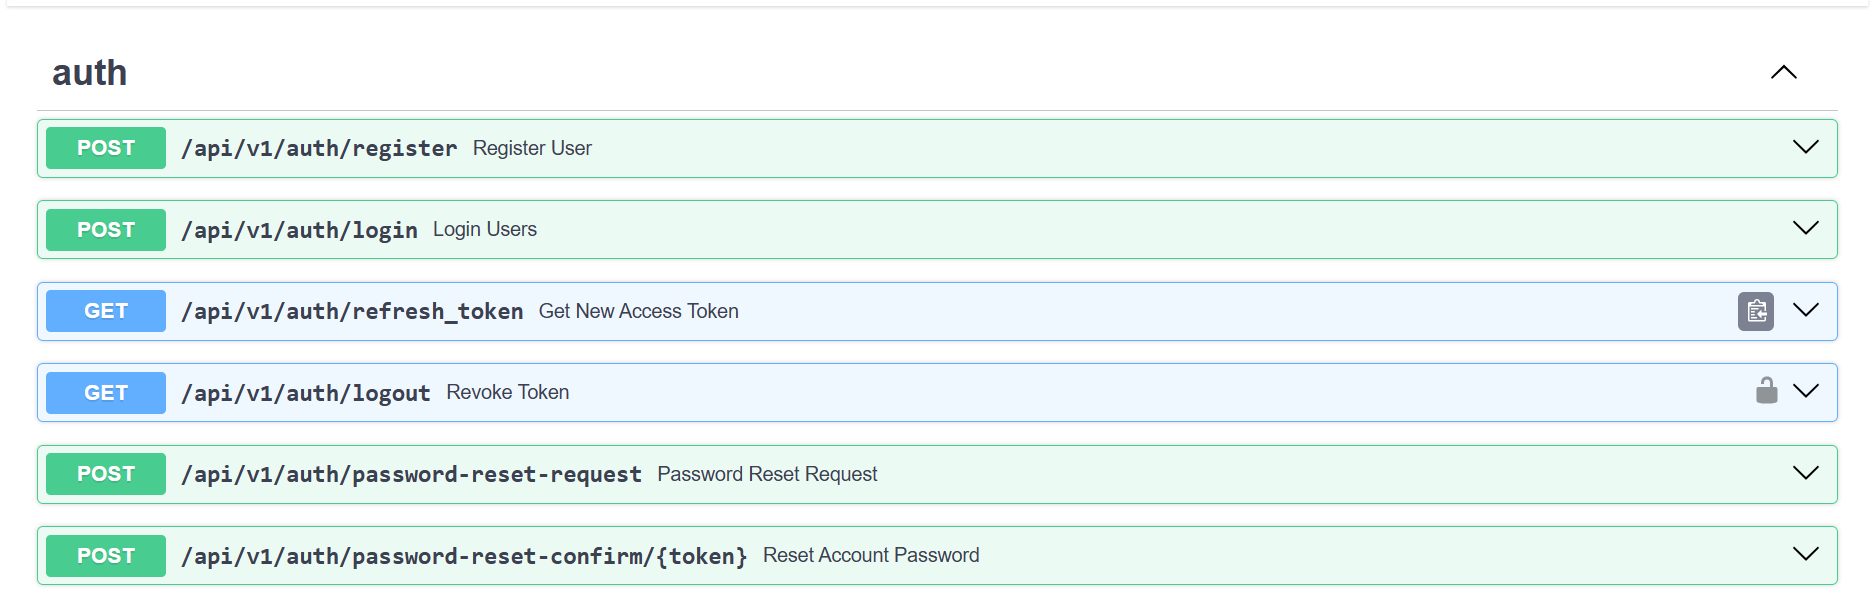 auth
POST /api/v1/auth/register Register User
POST /api/v1/auth/login Login Users
GET /api/v1/auth/refresh_token Get New Access Token
GET /api/v1/auth/logout Revoke Token
POST /api/v1/auth/password-reset-request Password Reset Request
POST /api/v1/auth/password-reset-confirm/{token} Reset Account Password